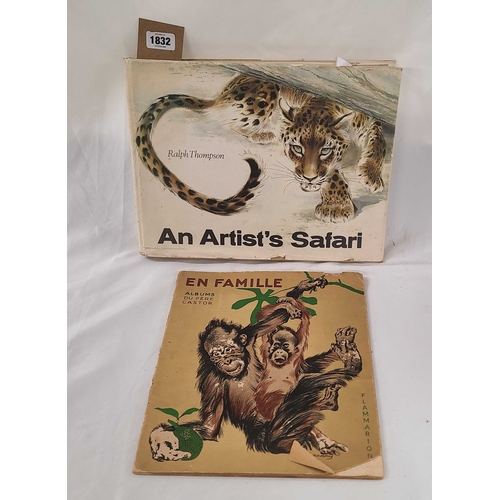 1832
Ralph Thompson
An Artist's Safari
EN FAMILLE
ALBUMS
DU PÈRE
CASTOR
FLAMMARION